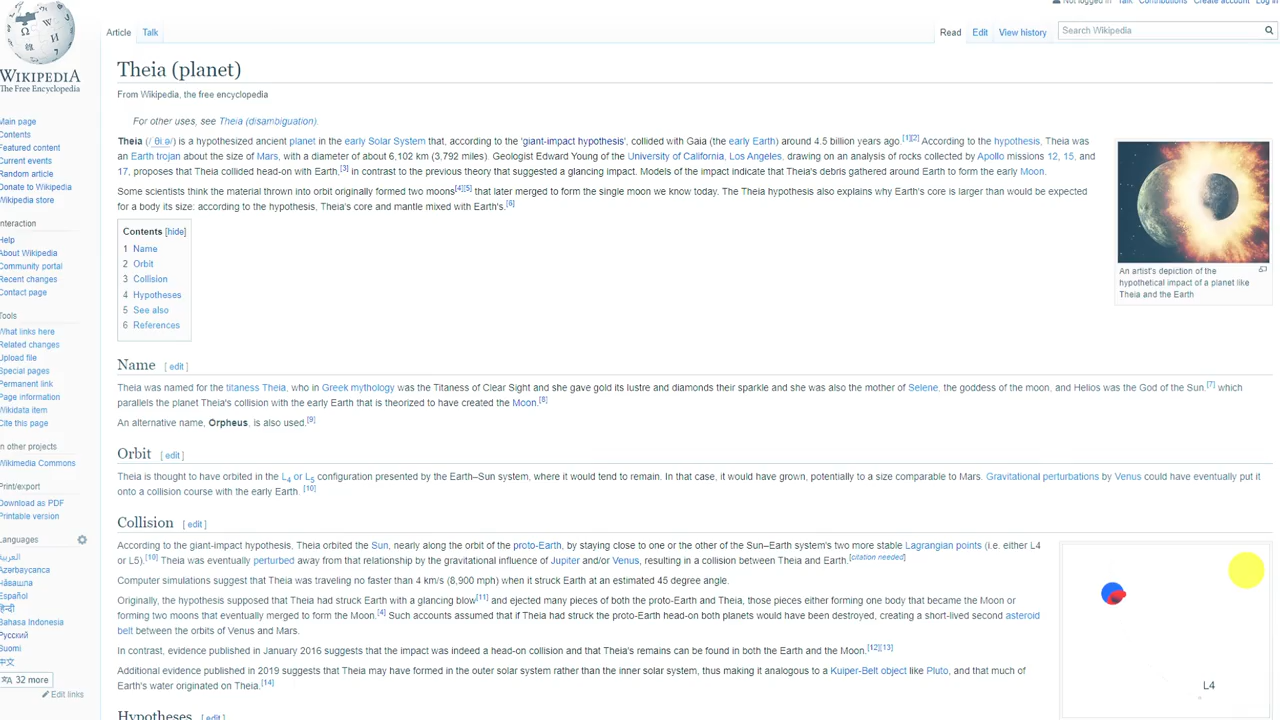 Not logged in Talk Contributions Create account Log in
WIKIPEDIA
The Free Encyclopedia
Article Talk
Read Edit View history
Search Wikipedia
Theia (planet)
From Wikipedia, the free encyclopedia
For other uses, see Theia (disambiguation).
Theia (/ˈθiːə/) is a hypothesized ancient planet in the early Solar System that, according to the 'giant-impact hypothesis', collided with Gaia (the early Earth) around 4.5 billion years ago.[1][2] According to the hypothesis, Theia was
an Earth trojan about the size of Mars, with a diameter of about 6,102 km (3,792 miles). Geologist Edward Young of the University of California, Los Angeles, drawing on an analysis of rocks collected by Apollo missions 12, 15, and
17, proposes that Theia collided head-on with Earth,[3] in contrast to the previous theory that suggested a glancing impact. Models of the impact indicate that Theia's debris gathered around Earth to form the early Moon.
Some scientists think the material thrown into orbit originally formed two moons[4][5] that later merged to form the single moon we know today. The Theia hypothesis also explains why Earth's core is larger than would be expected
for a body its size: according to the hypothesis, Theia's core and mantle mixed with Earth's.[6]
An artist's depiction of the
hypothetical impact of a planet like
Theia and the Earth
Contents [hide]
1 Name
2 Orbit
3 Collision
4 Hypotheses
5 See also
6 References
Name [ edit ]
Theia was named for the titaness Theia, who in Greek mythology was the Titaness of Clear Sight and she gave gold its lustre and diamonds their sparkle and she was also the mother of Selene, the goddess of the moon, and Helios was the God of the Sun,[7] which
parallels the planet Theia's collision with the early Earth that is theorized to have created the Moon.[8]
An alternative name, Orpheus, is also used.[9]
Orbit [ edit ]
Theia is thought to have orbited in the L4 or L5 configuration presented by the Earth–Sun system, where it would tend to remain. In that case, it would have grown, potentially to a size comparable to Mars. Gravitational perturbations by Venus could have eventually put it
onto a collision course with the early Earth. [10]
Collision [ edit ]
According to the giant-impact hypothesis, Theia orbited the Sun, nearly along the orbit of the proto-Earth, by staying close to one or the other of the Sun–Earth system's two more stable Lagrangian points (i.e. either L4
or L5).[10] Theia was eventually perturbed away from that relationship by the gravitational influence of Jupiter and/or Venus, resulting in a collision between Theia and Earth.[citation needed]
Computer simulations suggest that Theia was traveling no faster than 4 km/s (8,900 mph) when it struck Earth at an estimated 45 degree angle.
Originally, the hypothesis supposed that Theia had struck Earth with a glancing blow[11] and ejected many pieces of both the proto-Earth and Theia, those pieces either forming one body that became the Moon or
forming two moons that eventually merged to form the Moon.[4] Such accounts assumed that if Theia had struck the proto-Earth head-on both planets would have been destroyed, creating a short-lived second asteroid
belt between the orbits of Venus and Mars.
In contrast, evidence published in January 2016 suggests that the impact was indeed a head-on collision and that Theia's remains can be found in both the Earth and the Moon.[12][13]
Additional evidence published in 2019 suggests that Theia may have formed in the outer solar system rather than the inner solar system, thus making it analogous to a Kuiper-Belt object like Pluto, and that much of
Earth's water originated on Theia.[14]
L4
Hypotheses [ edit ]
Main page
Contents
Featured content
Current events
Random article
Donate to Wikipedia
Wikipedia store
Interaction
Help
About Wikipedia
Community portal
Recent changes
Contact page
Tools
What links here
Related changes
Upload file
Special pages
Permanent link
Page information
Wikidata item
Cite this page
In other projects
Wikimedia Commons
Print/export
Download as PDF
Printable version
Languages
العربية
Azərbaycanca
Чӑвашла
Español
हिन्दी
Bahasa Indonesia
Русский
Suomi
中文
32 more
Edit links